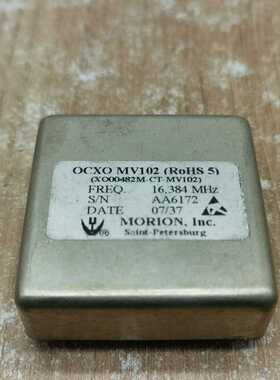 OCXO MV102 (RoHS 5)
(XO00482M-CT-MV102)
FREQ. 16,384 MHz
S/N AA6172
DATE 07/37
06 MORION, Inc.
Saint-Petersburg